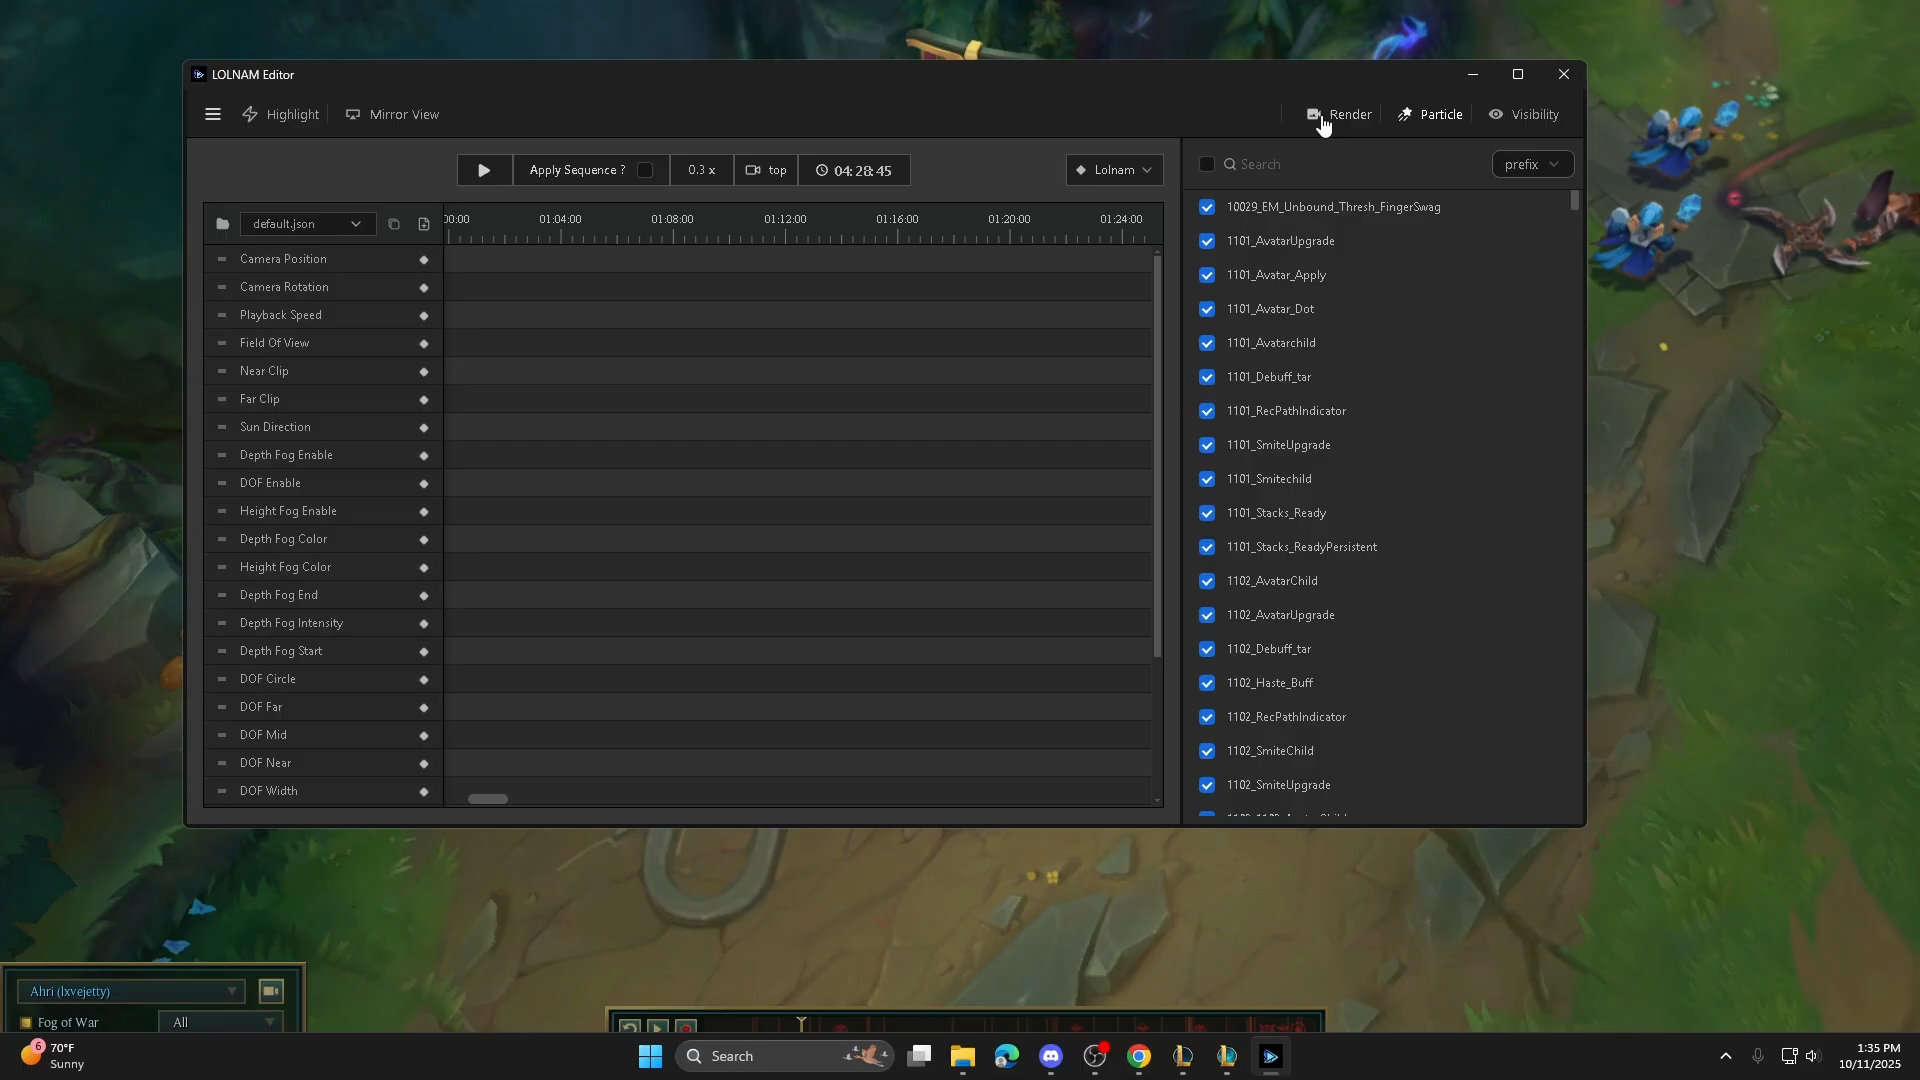 LOLNAM Editor
Highlight
Mirror View
Render
Particle
Visibility
Apply Sequence ?
0.3 x
top
04:28:45
Lolnam
Search
prefix
default.json
00:00
01:04:00
01:08:00
01:12:00
01:16:00
01:20:00
01:24:00
Camera Position
Camera Rotation
Playback Speed
Field Of View
Near Clip
Far Clip
Sun Direction
Depth Fog Enable
DOF Enable
Height Fog Enable
Depth Fog Color
Height Fog Color
Depth Fog End
Depth Fog Intensity
Depth Fog Start
DOF Circle
DOF Far
DOF Mid
DOF Near
DOF Width
10029_EM_Unbound_Thresh_FingerSwag
1101_AvatarUpgrade
1101_Avatar_Apply
1101_Avatar_Dot
1101_Avatarchild
1101_Debuff_tar
1101_RecPathIndicator
1101_SmiteUpgrade
1101_Smitechild
1101_Stacks_Ready
1101_Stacks_ReadyPersistent
1102_AvatarChild
1102_AvatarUpgrade
1102_Debuff_tar
1102_Haste_Buff
1102_RecPathIndicator
1102_SmiteChild
1102_SmiteUpgrade
Ahri (lxvejetty)
Fog of War
All
6
70°F
Sunny
Search
1:35 PM
10/11/2025